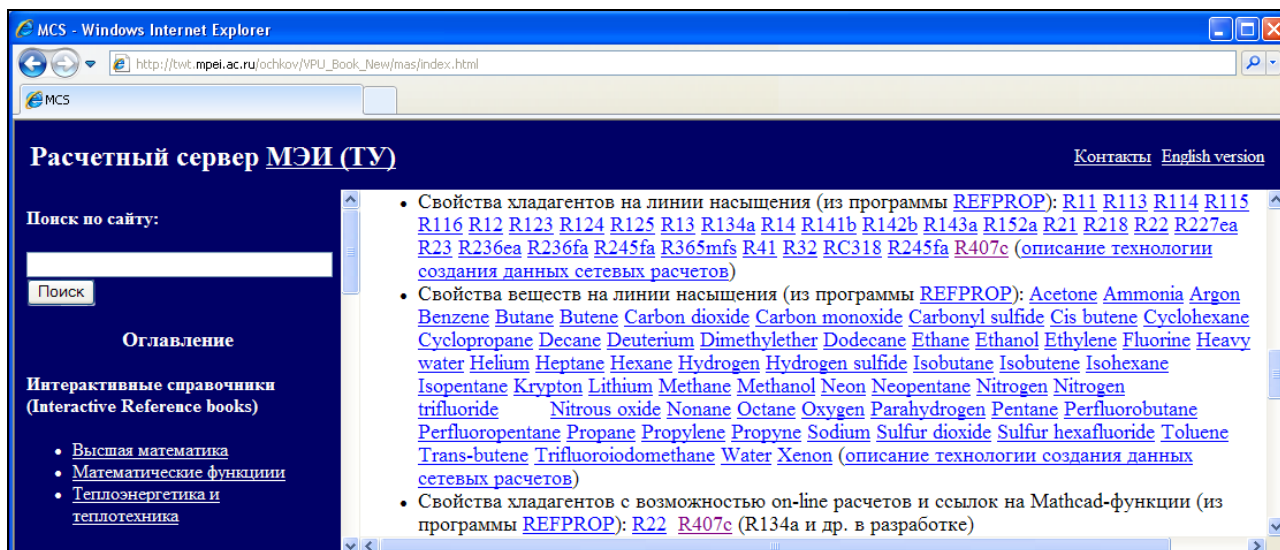 MCS - Windows Internet Explorer
http://twt.mpei.ac.ru/ochkov/VPU_Book_New/mas/index.html
MCS
Расчетный сервер МЭИ (ТУ)
Контакты English version
Поиск по сайту:
Поиск
Оглавление
Интерактивные справочники
(Interactive Reference books)
Высшая математика
Математические функциии
Теплоэнергетика и
теплотехника
Свойства хладагентов на линии насыщения (из программы REFPROP): R11 R113 R114 R115
R116 R12 R123 R124 R125 R13 R134a R14 R141b R142b R143a R152a R21 R218 R22 R227ea
R23 R236ea R236fa R245fa R365mfs R41 R32 RC318 R245fa R407c (описание технологии
создания данных сетевых расчетов)
Свойства веществ на линии насыщения (из программы REFPROP): Acetone Ammonia Argon
Benzene Butane Butene Carbon dioxide Carbon monoxide Carbonyl sulfide Cis butene Cyclohexane
Cyclopropane Decane Deuterium Dimethylether Dodecane Ethane Ethanol Ethylene Fluorine Heavy
water Helium Heptane Hexane Hydrogen Hydrogen sulfide Isobutane Isobutene Isohexane
Isopentane Krypton Lithium Methane Methanol Neon Neopentane Nitrogen Nitrogen
trifluoride Nitrous oxide Nonane Octane Oxygen Parahydrogen Pentane Perfluorobutane
Perfluoropentane Propane Propylene Propyne Sodium Sulfur dioxide Sulfur hexafluoride Toluene
Trans-butene Trifluoroiodomethane Water Xenon (описание технологии создания данных
сетевых расчетов)
Свойства хладагентов с возможностью on-line расчетов и ссылок на Mathcad-функции (из
программы REFPROP): R22 R407c (R134a и др. в разработке)